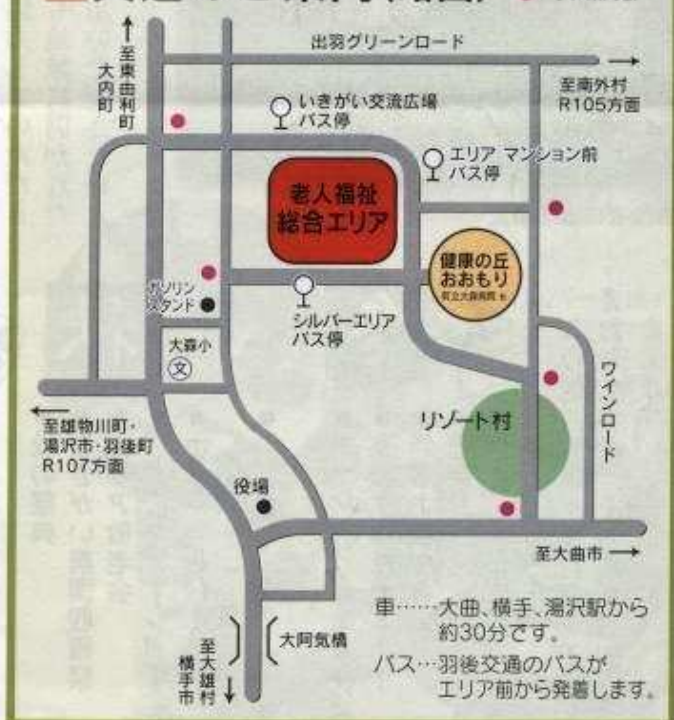 出羽グリーンロード
至東由利町
大内町
至南外村
R105方面
いきがい交流広場
バス停
エリア マンション前
バス停
老人福祉
総合エリア
健康の丘
おおもり
ガソリン
スタンド
シルバーエリア
バス停
大森小
文
リゾート村
ワインロード
至雄物川町・
湯沢市・羽後町
R107方面
役場
至大曲市
大阿気橋
至大雄村
横手市
車……大曲、横手、湯沢駅から
約30分です。
バス…羽後交通のバスが
エリア前から発着します。